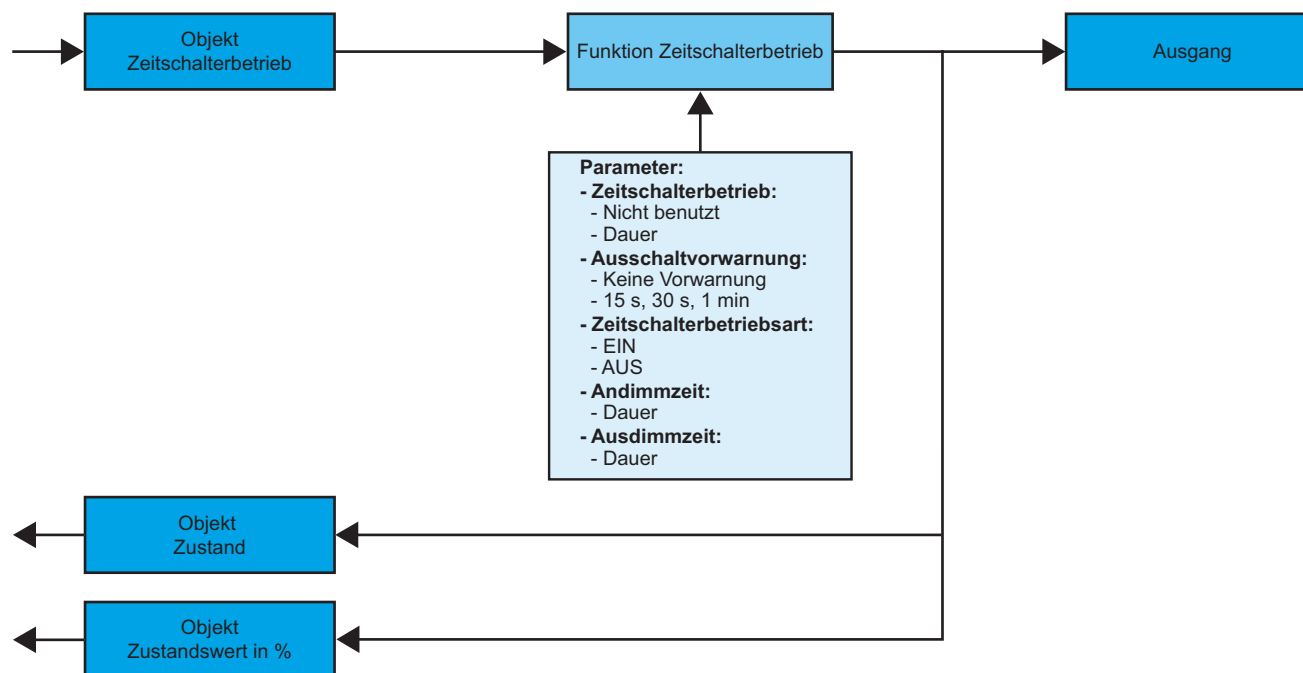 Objekt
Zeitschalterbetrieb
Funktion Zeitschalterbetrieb
Ausgang
Parameter:
- Zeitschalterbetrieb:
- Nicht benutzt
- Dauer
- Ausschaltvorwarnung:
- Keine Vorwarnung
- 15 s, 30 s, 1 min
- Zeitschalterbetriebsart:
- EIN
- AUS
- Andimmzeit:
- Dauer
- Ausdimmzeit:
- Dauer
Objekt
Zustand
Objekt
Zustandswert in %